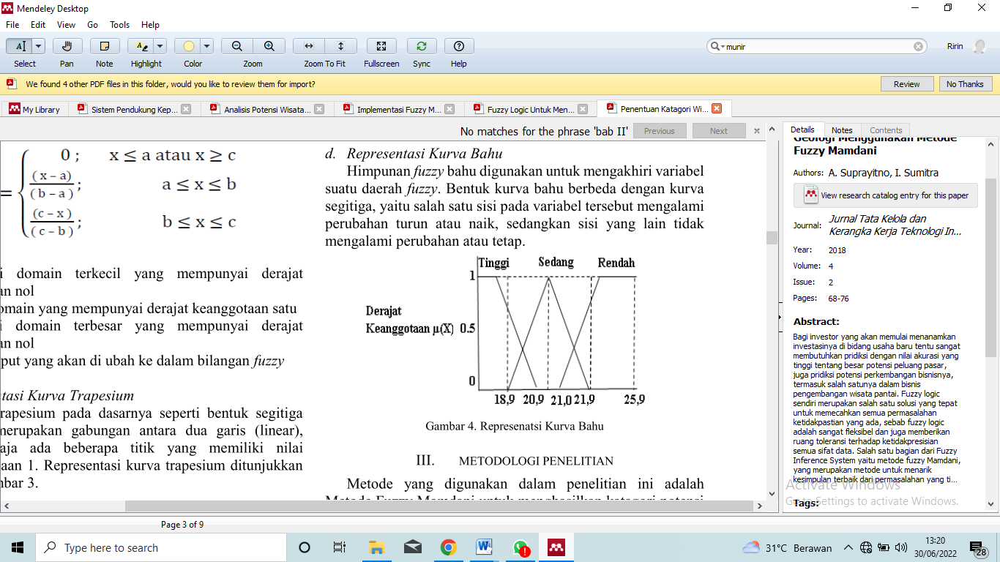 Mendeley Desktop
File Edit View Go Tools Help
munir
Ririn
Select Pan Note Highlight Color Zoom Zoom To Fit Fullscreen Sync Help
We found 4 other PDF files in this folder, would you like to review them for import?
Review No Thanks
My Library Sistem Pendukung Kep... Analisis Potensi Wisata... Implementasi Fuzzy M... Fuzzy Logic Untuk Men... Penentuan Katagori Wi...
No matches for the phrase 'bab II' Previous Next
0 ; x ≤ a atau x ≥ c
= (x – a)
(b – a) ; a ≤ x ≤ b
(c – x)
(c – b) ; b ≤ x ≤ c
i domain terkecil yang mempunyai derajat
an nol
omain yang mempunyai derajat keanggotaan satu
i domain terbesar yang mempunyai derajat
an nol
put yang akan di ubah ke dalam bilangan fuzzy
tasi Kurva Trapesium
rapesium pada dasarnya seperti bentuk segitiga
merupakan gabungan antara dua garis (linear),
aja ada beberapa titik yang memiliki nilai
aan 1. Representasi kurva trapesium ditunjukkan
mbar 3.
d. Representasi Kurva Bahu
Himpunan fuzzy bahu digunakan untuk mengakhiri variabel
suatu daerah fuzzy. Bentuk kurva bahu berbeda dengan kurva
segitiga, yaitu salah satu sisi pada variabel tersebut mengalami
perubahan turun atau naik, sedangkan sisi yang lain tidak
mengalami perubahan atau tetap.
Tinggi Sedang Rendah
1
Derajat
Keanggotaan µ(X) 0.5
0
18,9 20,9 21,0 21,9 25,9
Gambar 4. Represenatsi Kurva Bahu
III. METODOLOGI PENELITIAN
Metode yang digunakan dalam penelitian ini adalah
Metode Fuzzy Mamdani untuk menghasilkan katagori potensi
Details Notes Contents
Geologi Menggunakan Metode
Fuzzy Mamdani
Authors: A. Suprayitno, I. Sumitra
View research catalog entry for this paper
Journal: Jurnal Tata Kelola dan
Kerangka Kerja Teknologi In...
Year: 2018
Volume: 4
Issue: 2
Pages: 68-76
Abstract:
Bagi investor yang akan memulai menanamkan
investasinya di bidang usaha baru tentu sangat
membutuhkan pridiksi dengan nilai akurasi yang
tinggi tentang besar potensi peluang pasar,
juga pridiksi potensi perkembangan bisnisnya,
termasuk salah satunya dalam bisnis
pengembangan wisata pantai. Fuzzy logic
sendiri merupakan salah satu solusi yang tepat
untuk memecahkan semua permasalahan
ketidakpastian yang ada, sebab fuzzy logic
adalah sangat fleksibel dan juga memberikan
ruang toleransi terhadap ketidakpresisian
semua sifat data. Salah satu bagian dari Fuzzy
Inference System yaitu metode fuzzy Mamdani,
yang merupakan metode untuk menarik
kesimpulan terbaik dari permasalahan yang ti...
Activate Windows
Go to Settings to activate Windows.
Tags:
Page 3 of 9
Type here to search
31°C Berawan
13:20
30/06/2022
28